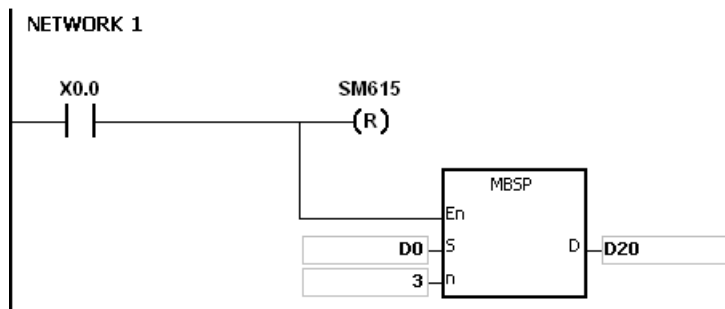 NETWORK 1
X0.0 SM615
(R)
MBSP
En
D0 S D D20
3 n